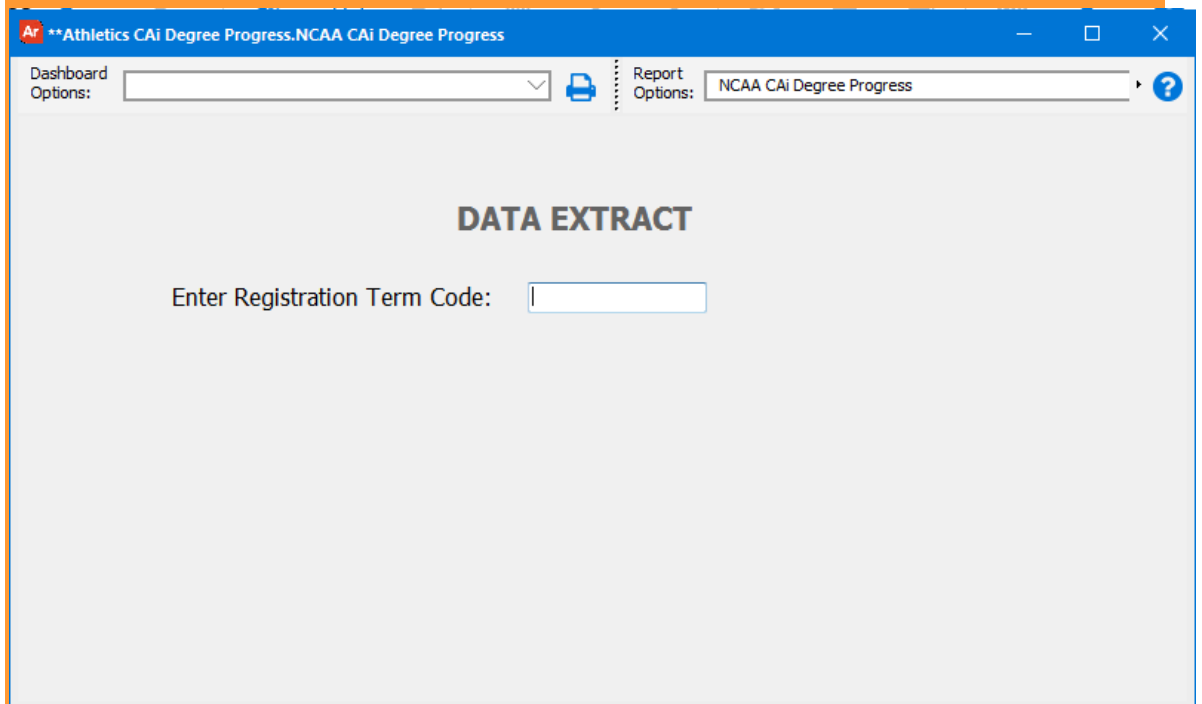 Ar **Athletics CAi Degree Progress.NCAA CAi Degree Progress
Dashboard
Options:
Report
Options:
NCAA CAi Degree Progress
?
DATA EXTRACT
Enter Registration Term Code: